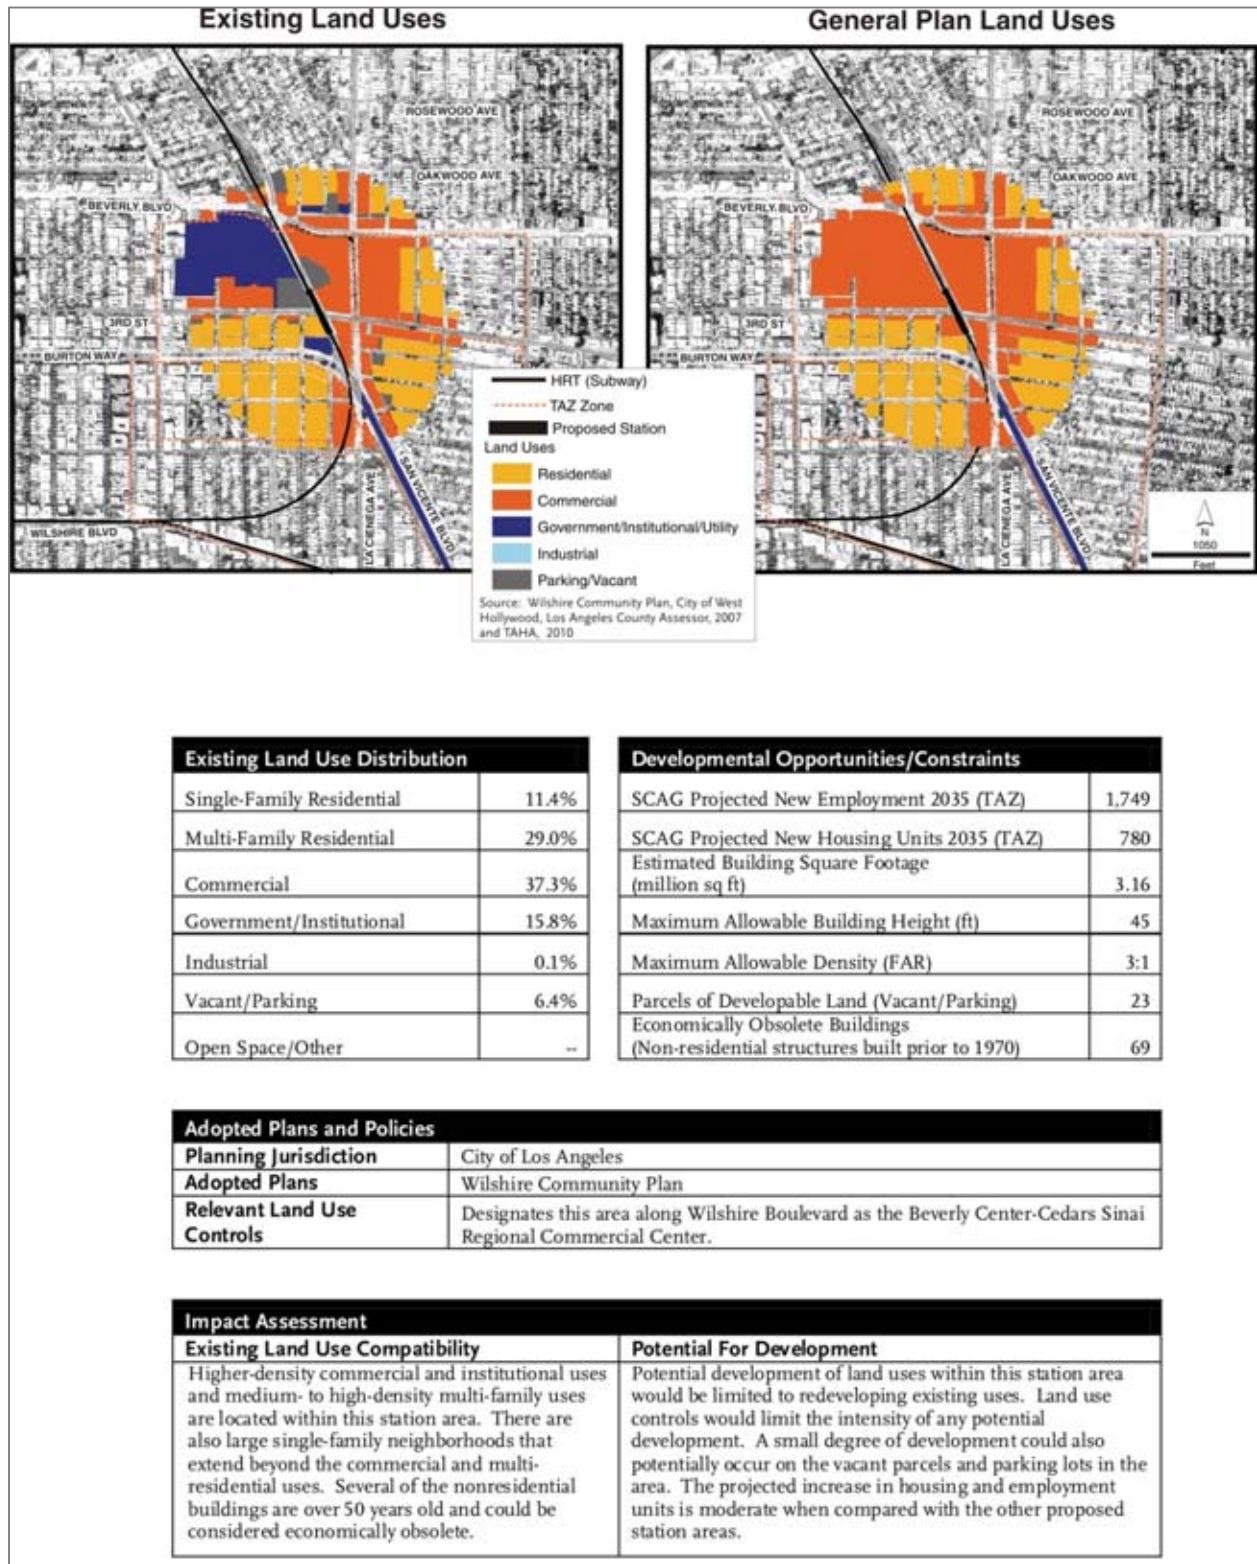 Existing Land Uses
General Plan Land Uses
ROSEWOOD AVE
OAKWOOD AVE
BEVERLY BLVD
3RD ST
BURTON WAY
WILSHIRE BLVD
LA CIENEGA AVE
SAN VICENTE BLVD
ROSEWOOD AVE
OAKWOOD AVE
BEVERLY BLVD
3RD ST
BURTON WAY
LA CIENEGA AVE
SAN VICENTE BLVD
N
1050
Feet
HRT (Subway)
TAZ Zone
Proposed Station
Land Uses
Residential
Commercial
Government/Institutional/Utility
Industrial
Parking/Vacant
Source: Wilshire Community Plan, City of West
Hollywood, Los Angeles County Assessor, 2007
and TAHA, 2010
Existing Land Use Distribution
Single-Family Residential 11.4%
Multi-Family Residential 29.0%
Commercial 37.3%
Government/Institutional 15.8%
Industrial 0.1%
Vacant/Parking 6.4%
Open Space/Other --
Developmental Opportunities/Constraints
SCAG Projected New Employment 2035 (TAZ) 1,749
SCAG Projected New Housing Units 2035 (TAZ) 780
Estimated Building Square Footage
(million sq ft) 3.16
Maximum Allowable Building Height (ft) 45
Maximum Allowable Density (FAR) 3:1
Parcels of Developable Land (Vacant/Parking) 23
Economically Obsolete Buildings
(Non-residential structures built prior to 1970) 69
Adopted Plans and Policies
Planning Jurisdiction City of Los Angeles
Adopted Plans Wilshire Community Plan
Relevant Land Use
Controls
Designates this area along Wilshire Boulevard as the Beverly Center-Cedars Sinai
Regional Commercial Center.
Impact Assessment
Existing Land Use Compatibility
Higher-density commercial and institutional uses
and medium- to high-density multi-family uses
are located within this station area. There are
also large single-family neighborhoods that
extend beyond the commercial and multi-
residential uses. Several of the nonresidential
buildings are over 50 years old and could be
considered economically obsolete.
Potential For Development
Potential development of land uses within this station area
would be limited to redeveloping existing uses. Land use
controls would limit the intensity of any potential
development. A small degree of development could also
potentially occur on the vacant parcels and parking lots in the
area. The projected increase in housing and employment
units is moderate when compared with the other proposed
station areas.